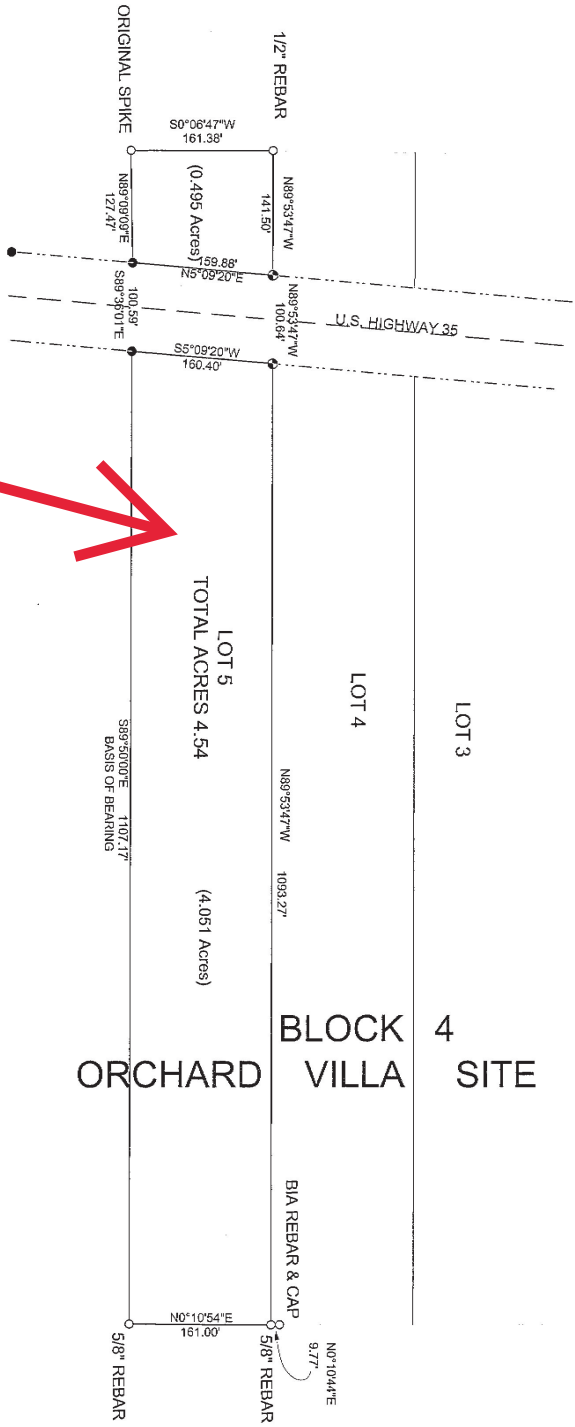 ORIGINAL SPIKE
1/2" REBAR
S0°06'47"W
161.38'
N89°09'09"E
127.47'
(0.495 Acres)
N89°53'47"W
141.50'
159.88'
N5°09'20"E
100.59'
S89°36'01"E
N89°53'47"W
100.64'
U.S. HIGHWAY 35
S5°09'20"W
160.40'
LOT 5
TOTAL ACRES 4.54
LOT 4
LOT 3
S89°50'00"E 1107.17'
BASIS OF BEARING
N89°53'47"W 1093.27'
(4.051 Acres)
BLOCK 4
ORCHARD VILLA SITE
BIA REBAR & CAP
N0°10'54"E
161.00'
N0°10'44"E
9.77'
5/8" REBAR
5/8" REBAR